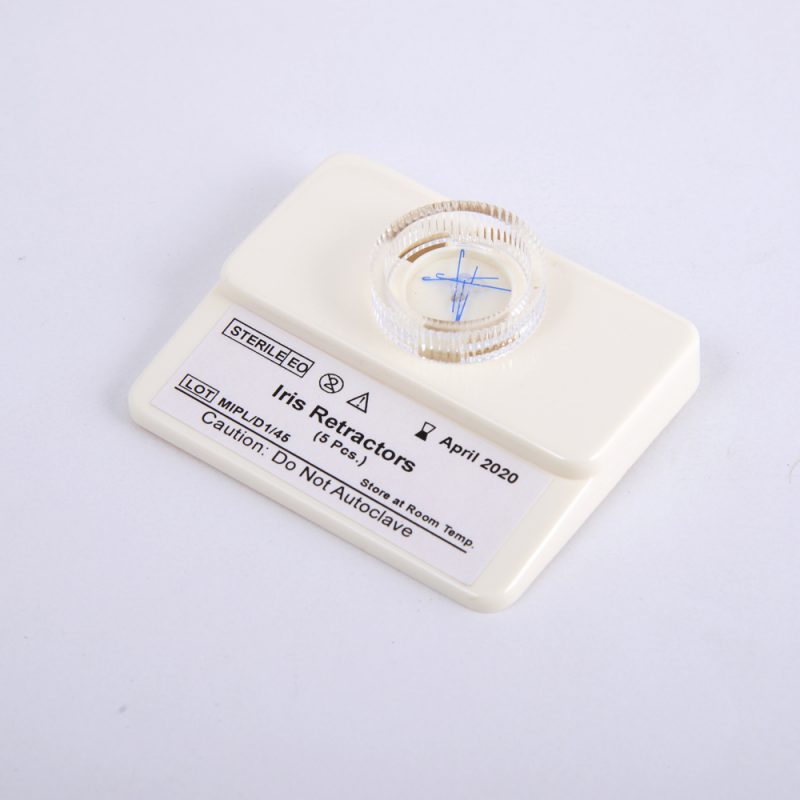 STERILE EO
Iris Retractors
(5 Pcs.)
April 2020
LOT MIPL/D1/45
Store at Room Temp.
Caution: Do Not Autoclave